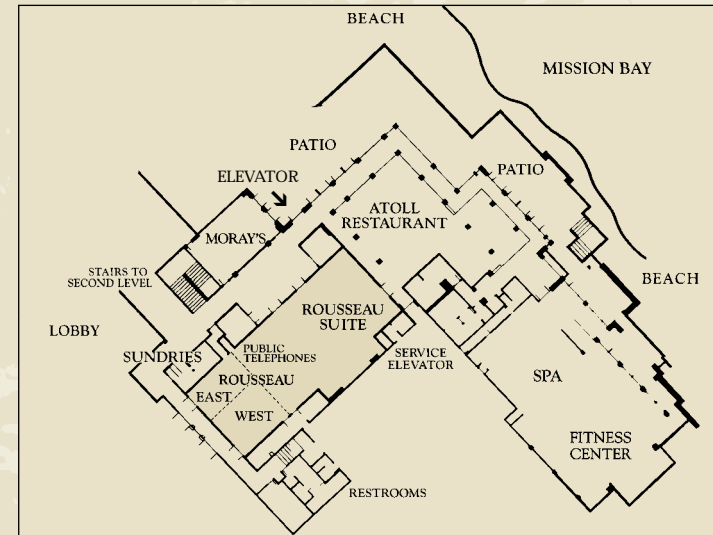 BEACH
MISSION BAY
PATIO
PATIO
ELEVATOR
ATOLL
RESTAURANT
MORAY'S
STAIRS TO
SECOND LEVEL
BEACH
ROUSSEAU
SUITE
LOBBY
SUNDRIES
PUBLIC
TELEPHONES
SERVICE
ELEVATOR
ROUSSEAU
EAST
WEST
SPA
FITNESS
CENTER
RESTROOMS